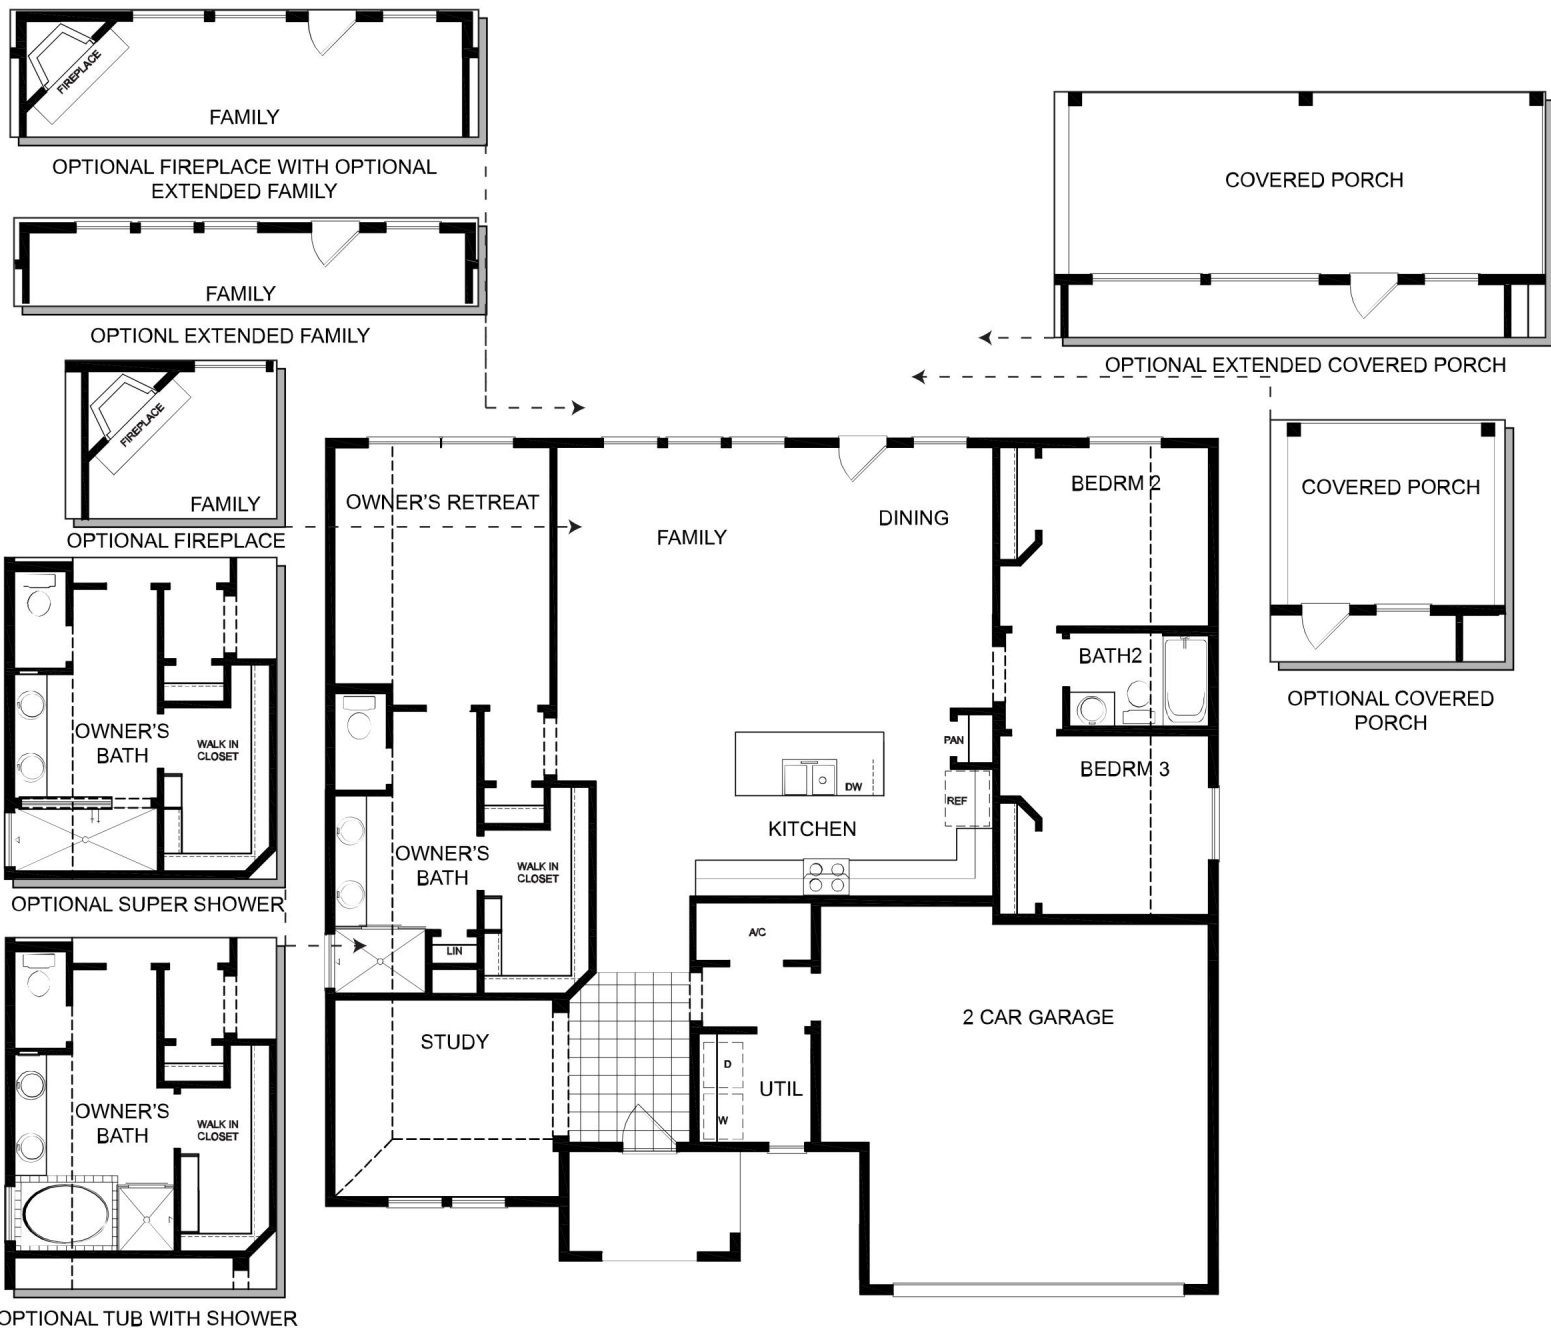 FIREPLACE
FAMILY
OPTIONAL FIREPLACE WITH OPTIONAL
EXTENDED FAMILY
FAMILY
OPTIONL EXTENDED FAMILY
FIREPLACE
FAMILY
OPTIONAL FIREPLACE
OWNER'S
BATH
WALK IN
CLOSET
OPTIONAL SUPER SHOWER
OWNER'S
BATH
WALK IN
CLOSET
OPTIONAL TUB WITH SHOWER
COVERED PORCH
OPTIONAL EXTENDED COVERED PORCH
COVERED PORCH
OPTIONAL COVERED
PORCH
OWNER'S RETREAT
FAMILY
DINING
BEDRM 2
BATH2
PAN
BEDRM 3
DW
REF
KITCHEN
OWNER'S
BATH
WALK IN
CLOSET
LIN
A/C
STUDY
2 CAR GARAGE
D
UTIL
W